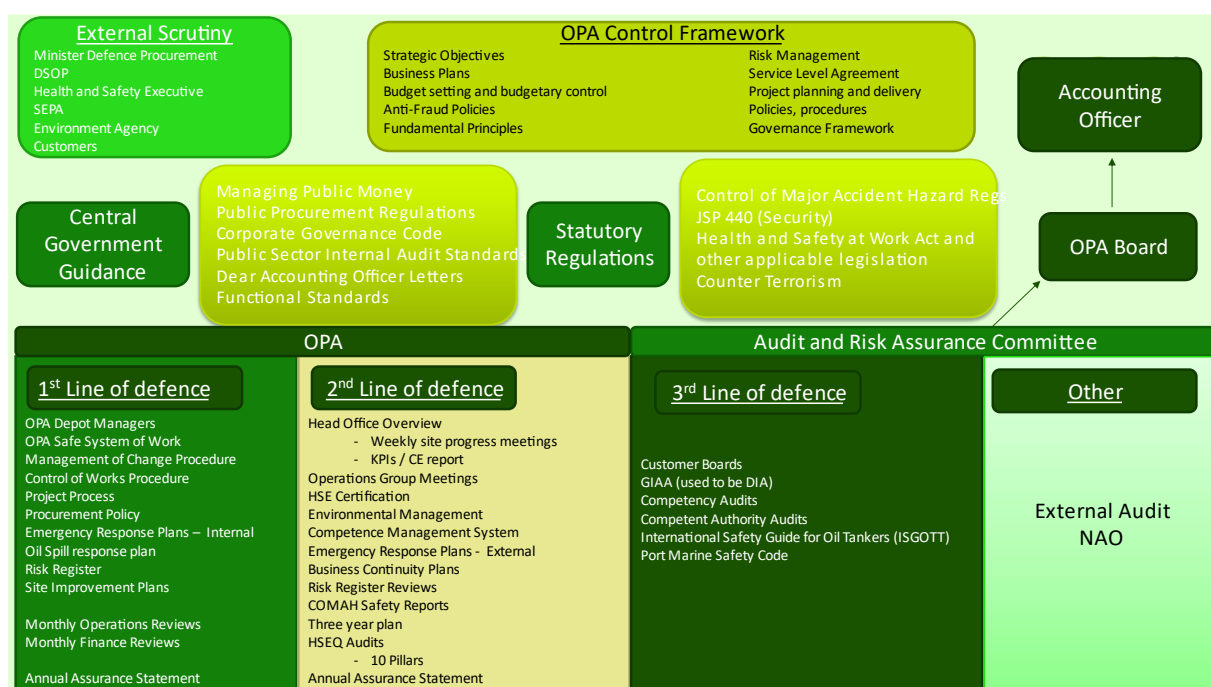 External Scrutiny
Minister Defence Procurement
DSOP
Health and Safety Executive
SEPA
Environment Agency
Customers
OPA Control Framework
Strategic Objectives
Business Plans
Budget setting and budgetary control
Anti-Fraud Policies
Fundamental Principles
Risk Management
Service Level Agreement
Project planning and delivery
Policies, procedures
Governance Framework
Accounting
Officer
Central
Government
Guidance
Managing Public Money
Public Procurement Regulations
Corporate Governance Code
Public Sector Internal Audit Standards
Dear Accounting Officer Letters
Functional Standards
Statutory
Regulations
Control of Major Accident Hazard Regs
JSP 440 (Security)
Health and Safety at Work Act and
other applicable legislation
Counter Terrorism
OPA Board
OPA
Audit and Risk Assurance Committee
1st Line of defence
OPA Depot Managers
OPA Safe System of Work
Management of Change Procedure
Control of Works Procedure
Project Process
Procurement Policy
Emergency Response Plans – Internal
Oil Spill response plan
Risk Register
Site Improvement Plans
Monthly Operations Reviews
Monthly Finance Reviews
Annual Assurance Statement
2nd Line of defence
Head Office Overview
- Weekly site progress meetings
- KPIs / CE report
Operations Group Meetings
HSE Certification
Environmental Management
Competence Management System
Emergency Response Plans - External
Business Continuity Plans
Risk Register Reviews
COMAH Safety Reports
Three year plan
HSEQ Audits
- 10 Pillars
Annual Assurance Statement
3rd Line of defence
Customer Boards
GIAA (used to be DIA)
Competency Audits
Competent Authority Audits
International Safety Guide for Oil Tankers (ISGOTT)
Port Marine Safety Code
Other
External Audit
NAO